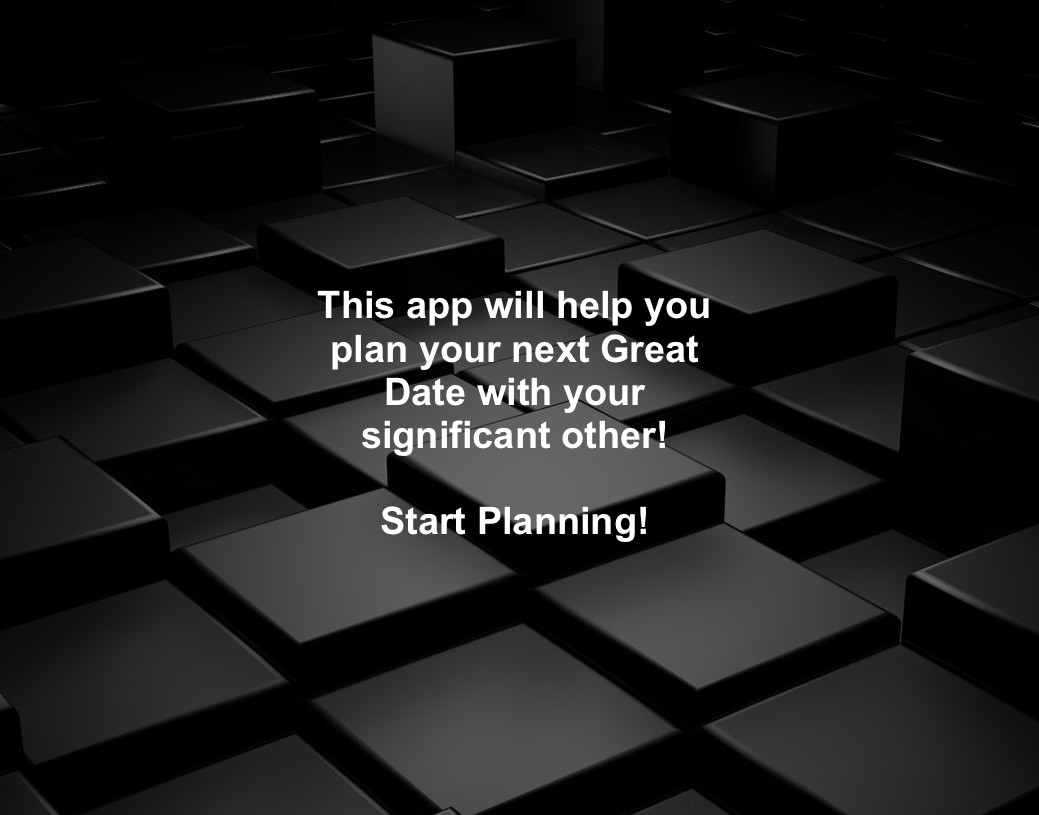 This app will help you
plan your next Great
Date with your
significant other!
Start Planning!